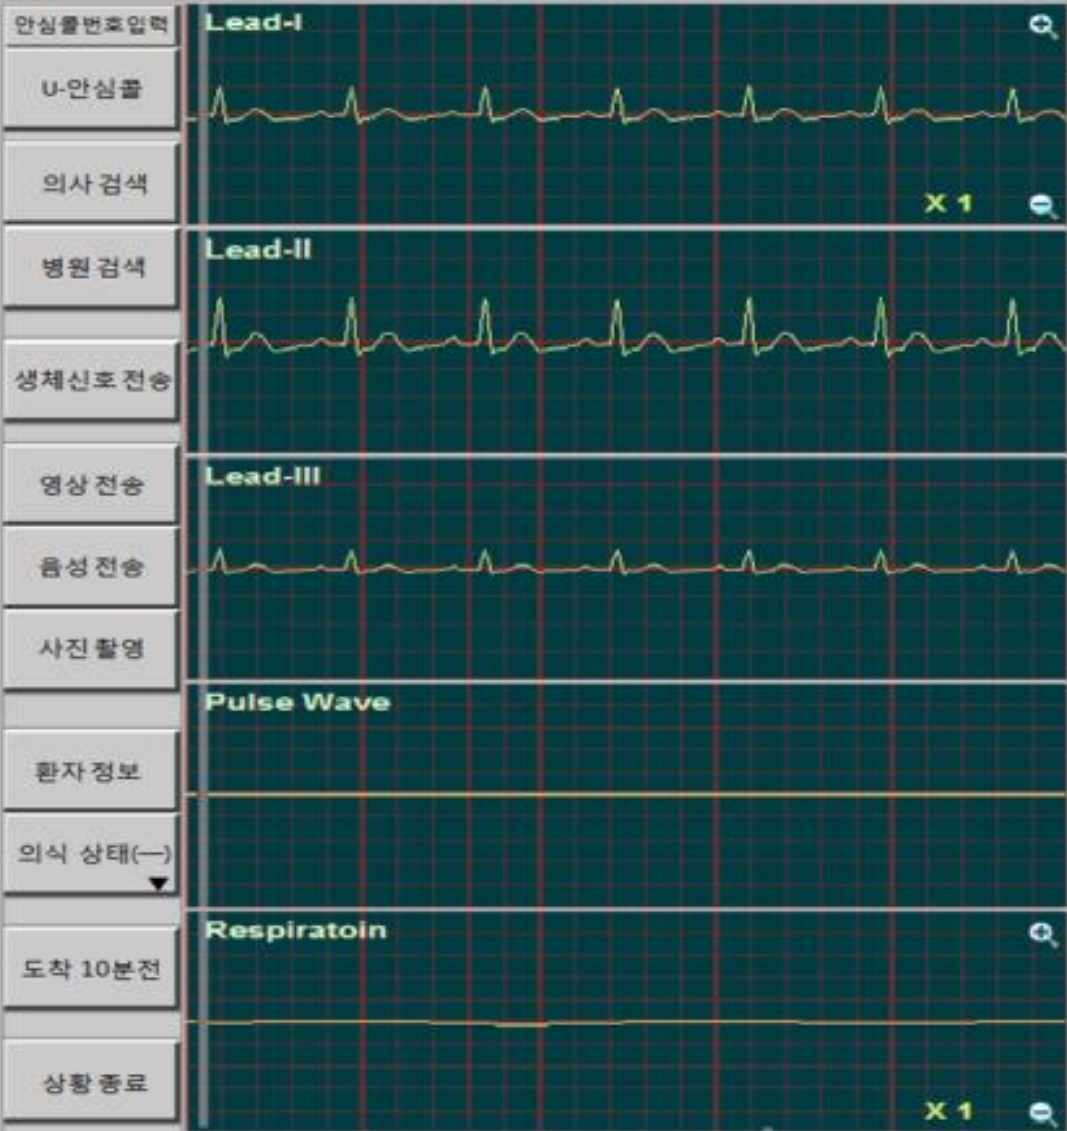 안심콜번호입력
U-안심콜
의사 검색
병원 검색
생체신호 전송
영상 전송
음성 전송
사진 촬영
환자 정보
의식 상태(---)
도착 10분전
상황 종료
Lead-I
X 1
Lead-II
Lead-III
Pulse Wave
Respiratoin
X 1